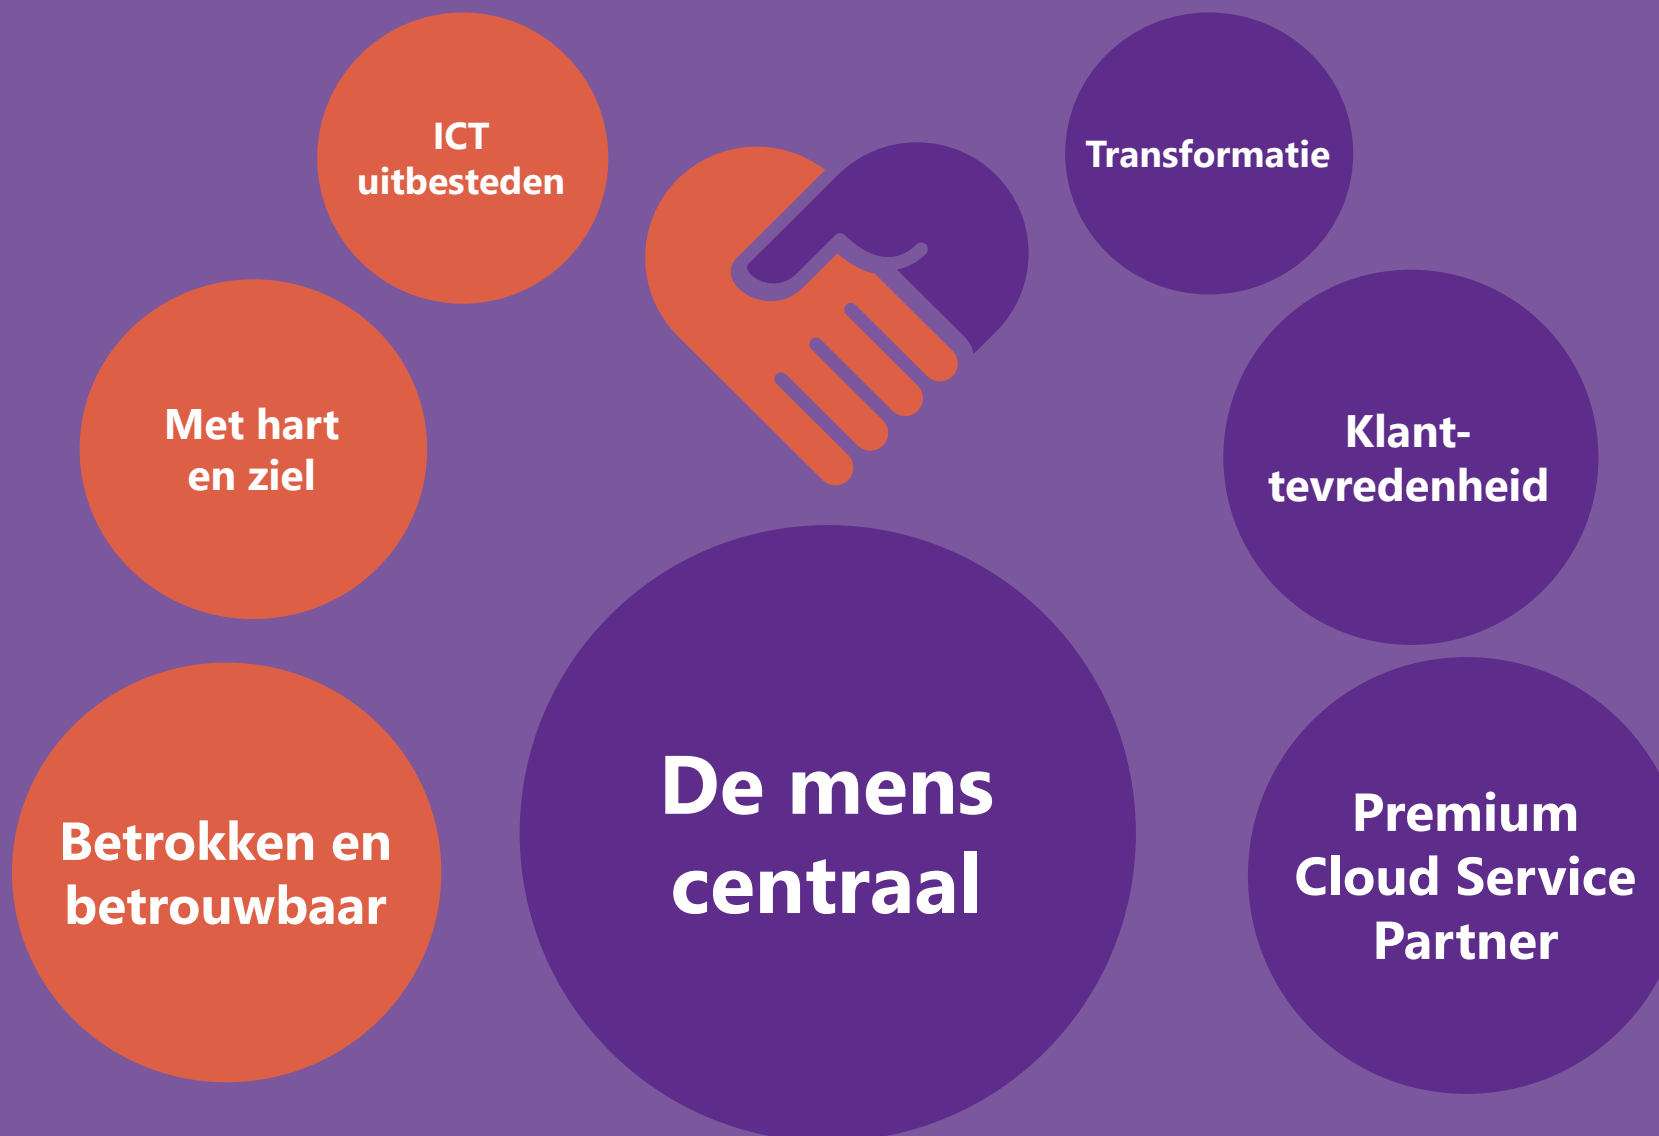 ICT
uitbesteden
Transformatie
Met hart
en ziel
Klant-
tevredenheid
De mens
centraal
Betrokken en
betrouwbaar
Premium
Cloud Service
Partner